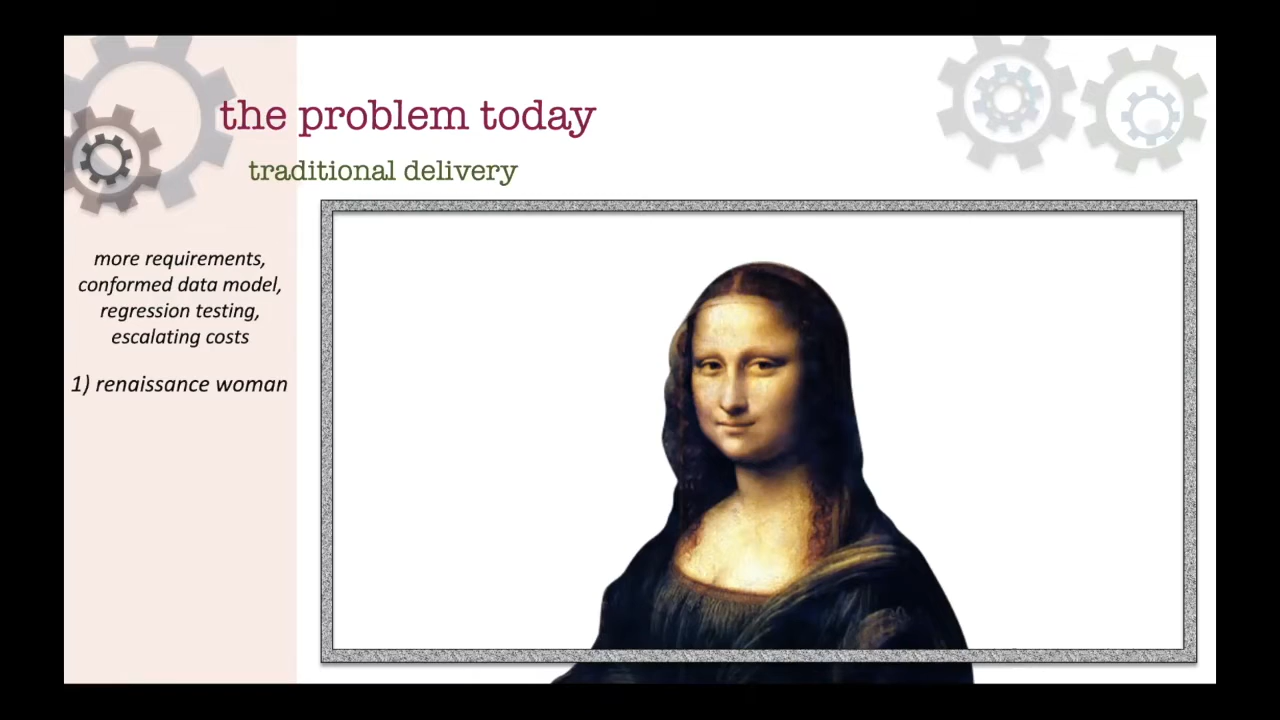 the problem today
traditional delivery
more requirements,
conformed data model,
regression testing,
escalating costs
1) renaissance woman